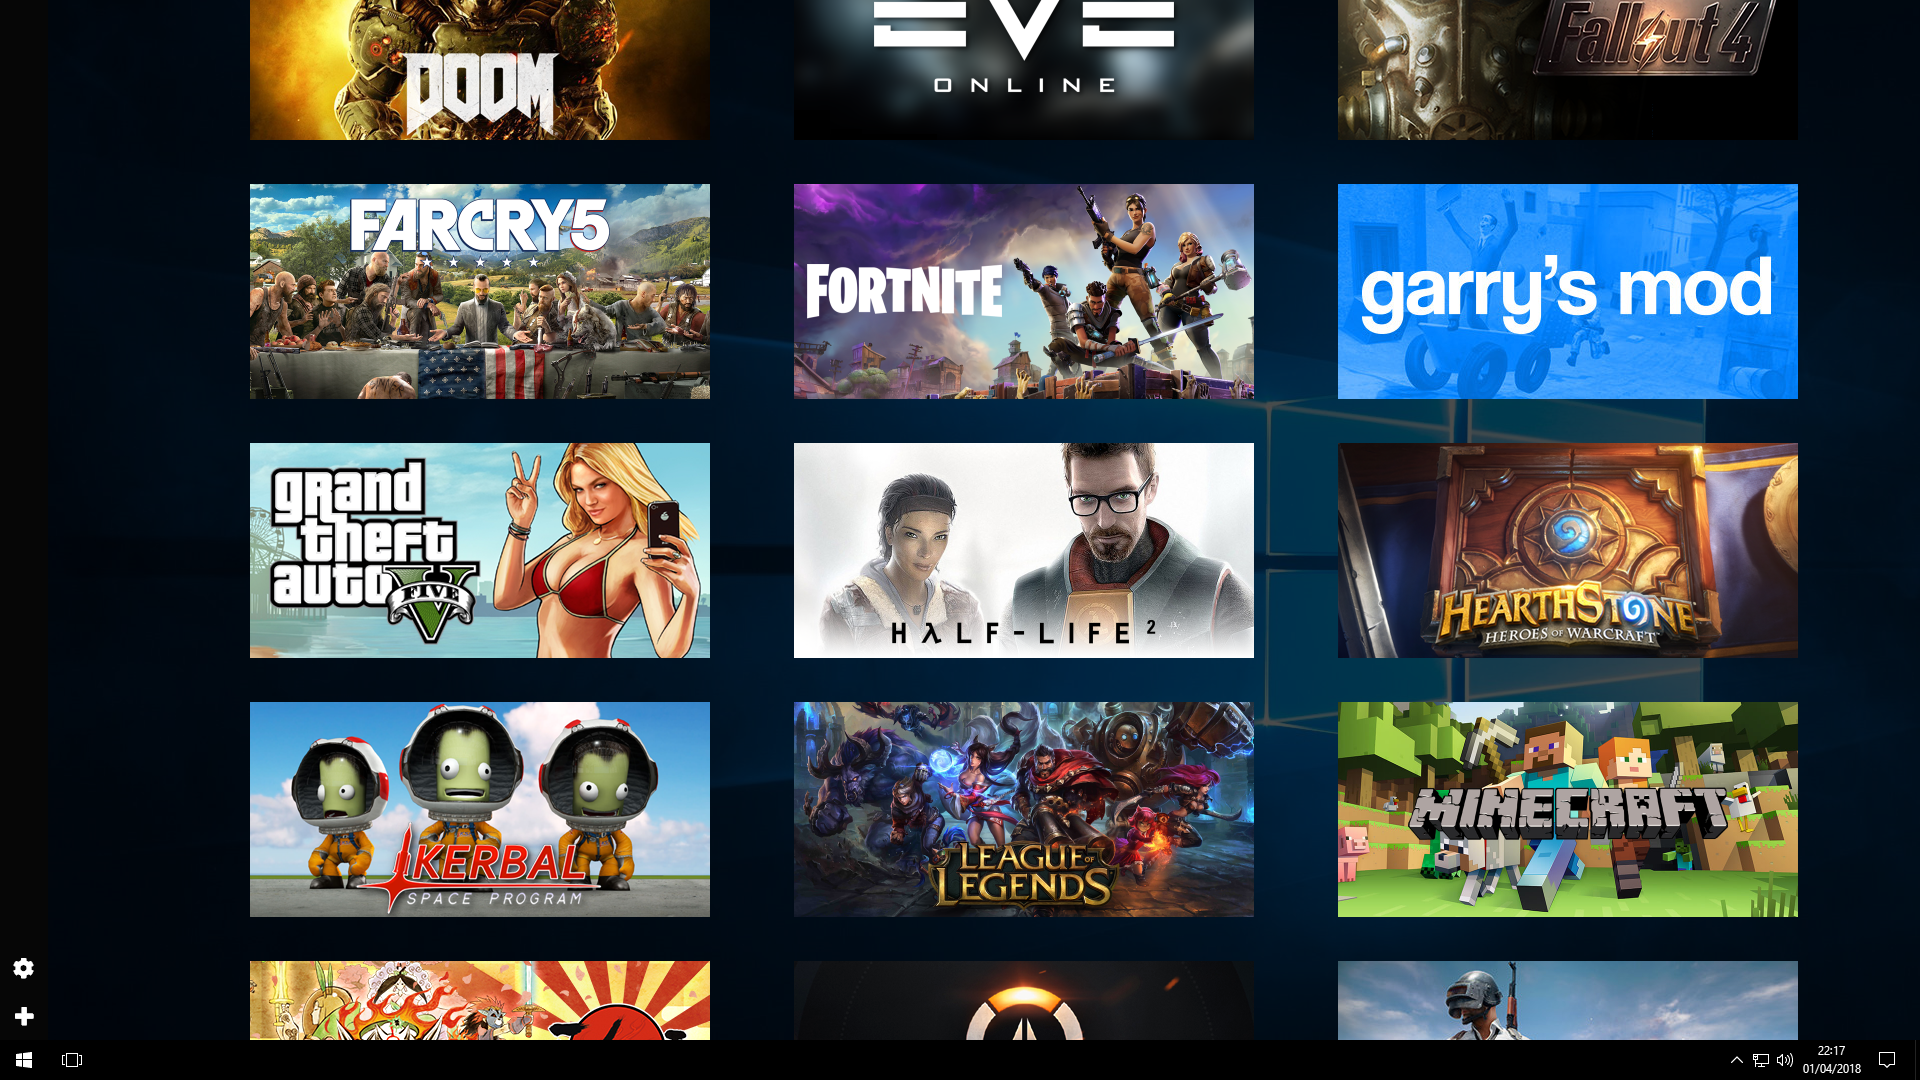 DOOM
EVE
ONLINE
Fallout 4
FARCRY5
FORTNITE
garry's mod
grand
theft
auto
V
FIVE
HALF-LIFE 2
HEARTHSTONE
HEROES OF WARCRAFT
KERBAL
SPACE PROGRAM
LEAGUE OF
LEGENDS
MINECRAFT
22:17
01/04/2018